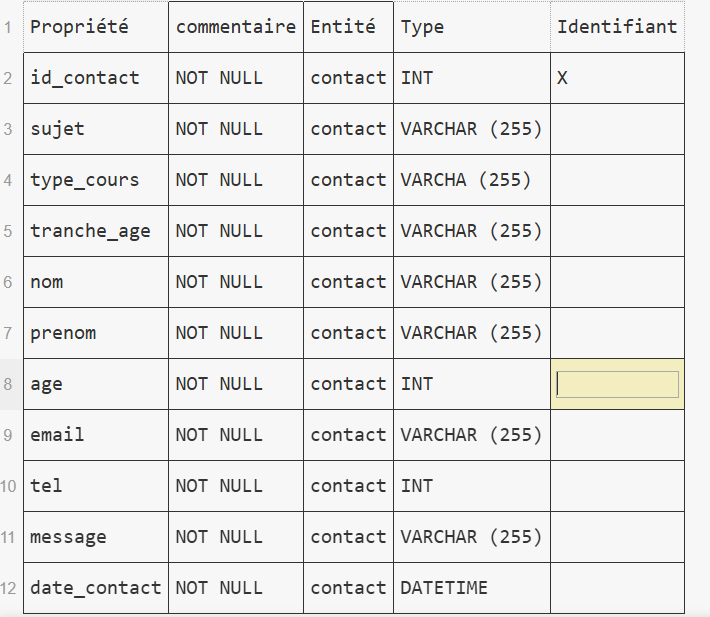 1 Propriété commentaire Entité Type Identifiant
2 id_contact NOT NULL contact INT X
3 sujet NOT NULL contact VARCHAR (255)
4 type_cours NOT NULL contact VARCHA (255)
5 tranche_age NOT NULL contact VARCHAR (255)
6 nom NOT NULL contact VARCHAR (255)
7 prenom NOT NULL contact VARCHAR (255)
8 age NOT NULL contact INT
9 email NOT NULL contact VARCHAR (255)
10 tel NOT NULL contact INT
11 message NOT NULL contact VARCHAR (255)
12 date_contact NOT NULL contact DATETIME